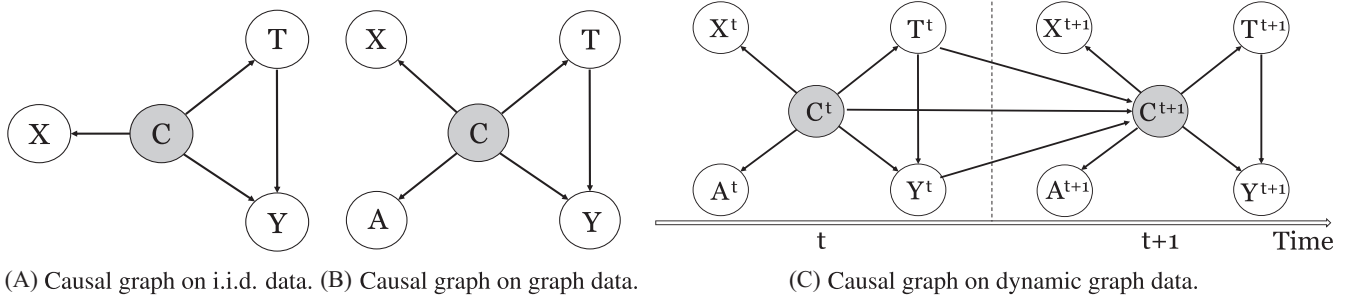 T
X
C
Y
X
T
C
A
Y
X^t
T^t
X^t+1
T^t+1
C^t
C^t+1
A^t
Y^t
A^t+1
Y^t+1
t
t+1
Time
(A) Causal graph on i.i.d. data.
(B) Causal graph on graph data.
(C) Causal graph on dynamic graph data.